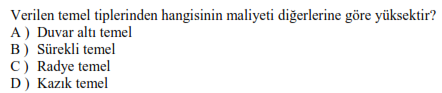 Verilen temel tiplerinden hangisinin maliyeti diğerlerine göre yüksektir?
A ) Duvar altı temel
B ) Sürekli temel
C ) Radye temel
D ) Kazık temel